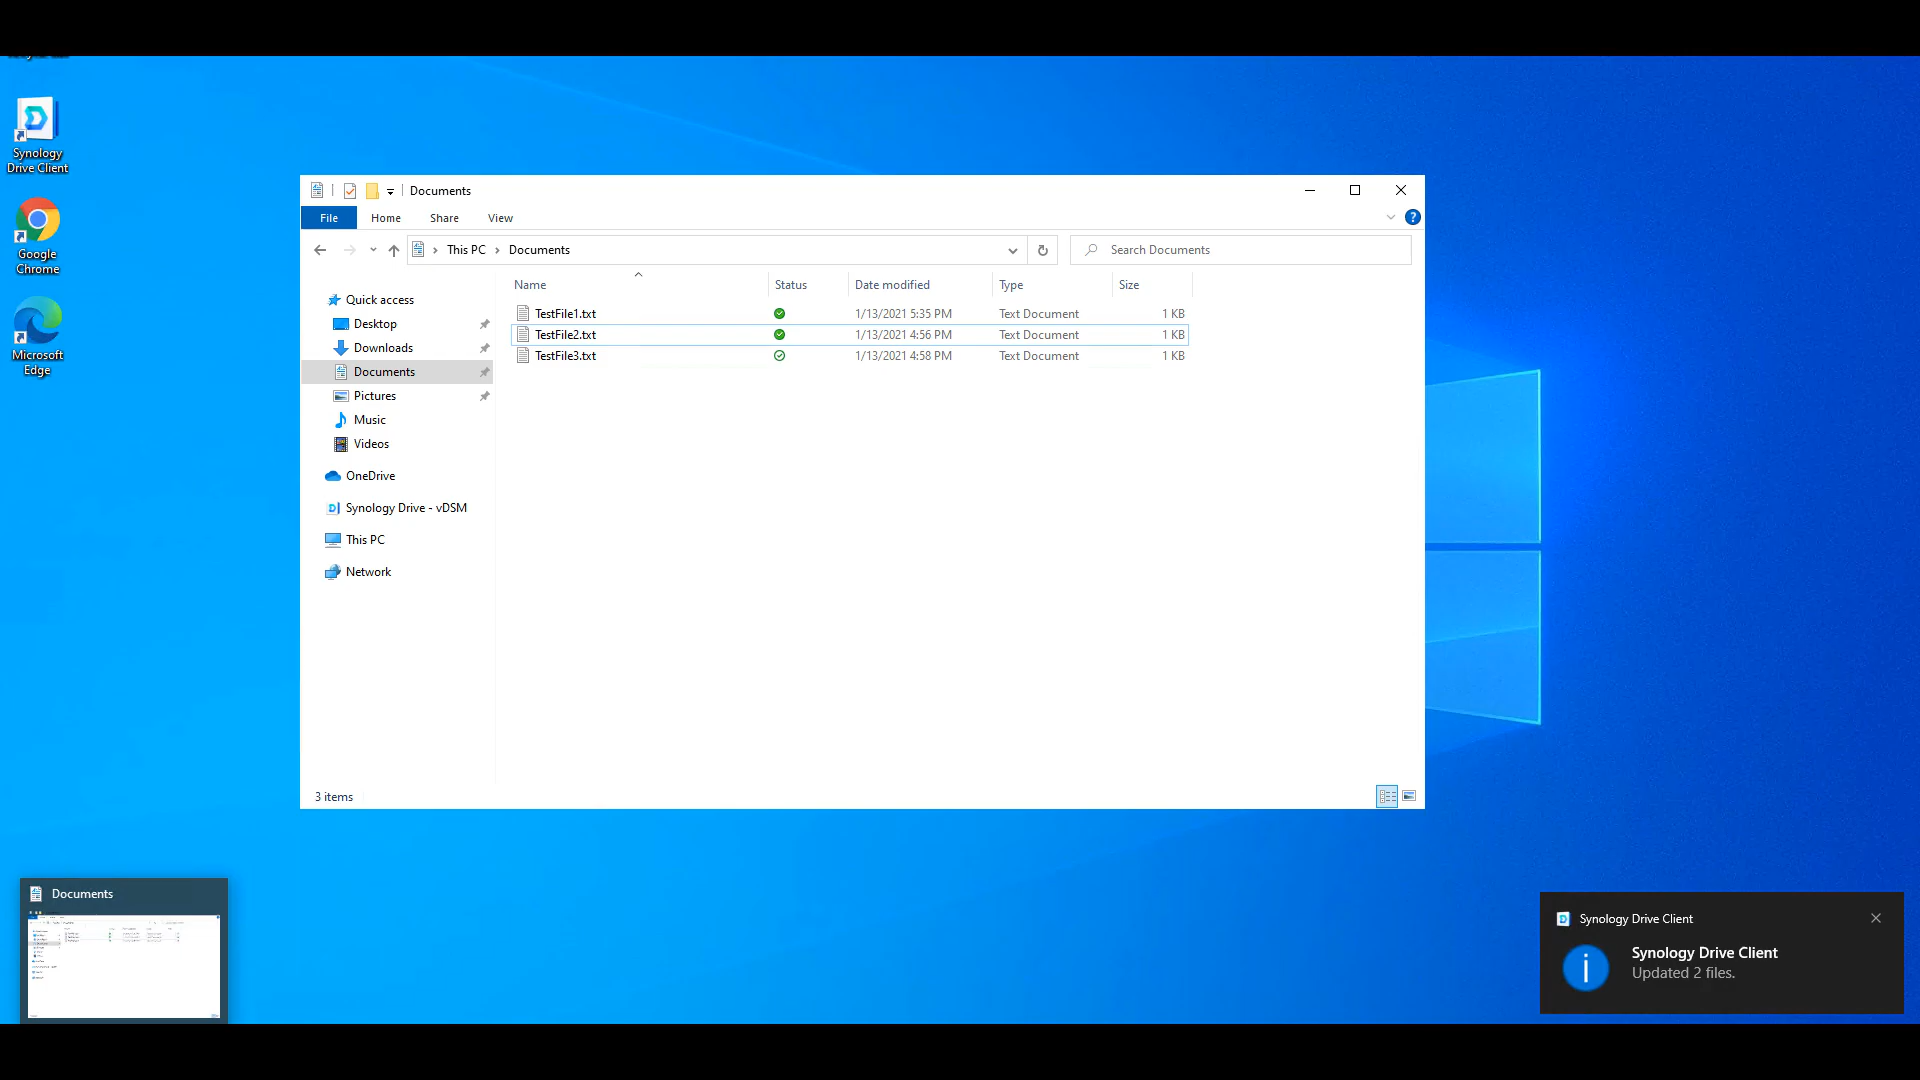 Synology
Drive Client
Google
Chrome
Microsoft
Edge
Documents
File Home Share View
This PC Documents
Search Documents
Name Status Date modified Type Size
Quick access
Desktop
Downloads
Documents
Pictures
Music
Videos
OneDrive
Synology Drive - vDSM
This PC
Network
TestFile1.txt 1/13/2021 5:35 PM Text Document 1 KB
TestFile2.txt 1/13/2021 4:56 PM Text Document 1 KB
TestFile3.txt 1/13/2021 4:58 PM Text Document 1 KB
3 items
Documents
Synology Drive Client
Synology Drive Client
Updated 2 files.